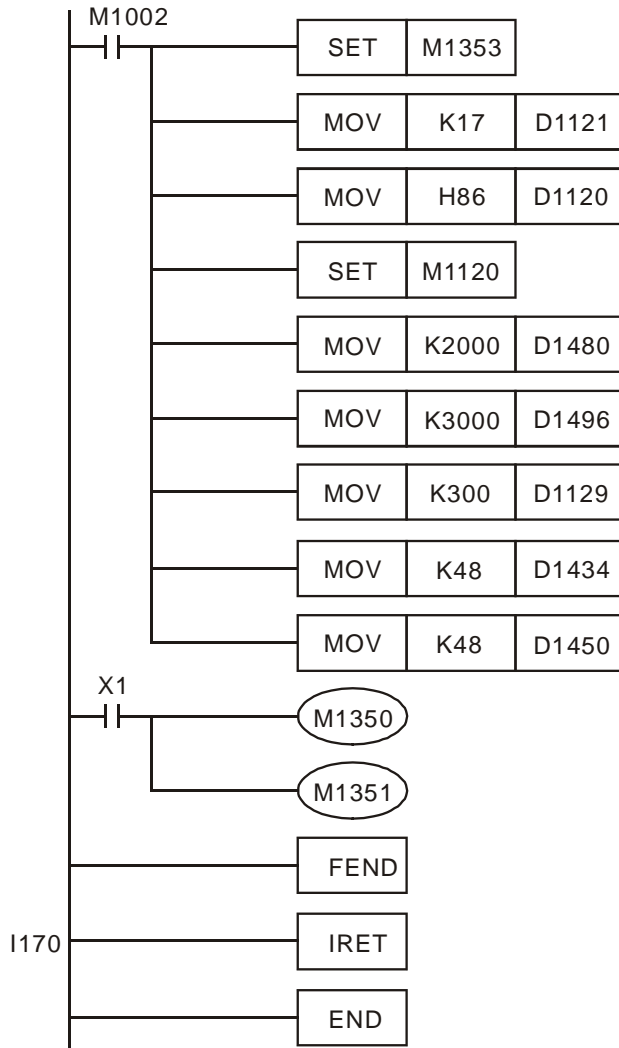 M1002
SET M1353
MOV K17 D1121
MOV H86 D1120
SET M1120
MOV K2000 D1480
MOV K3000 D1496
MOV K300 D1129
MOV K48 D1434
MOV K48 D1450
X1
M1350
M1351
FEND
I170 IRET
END